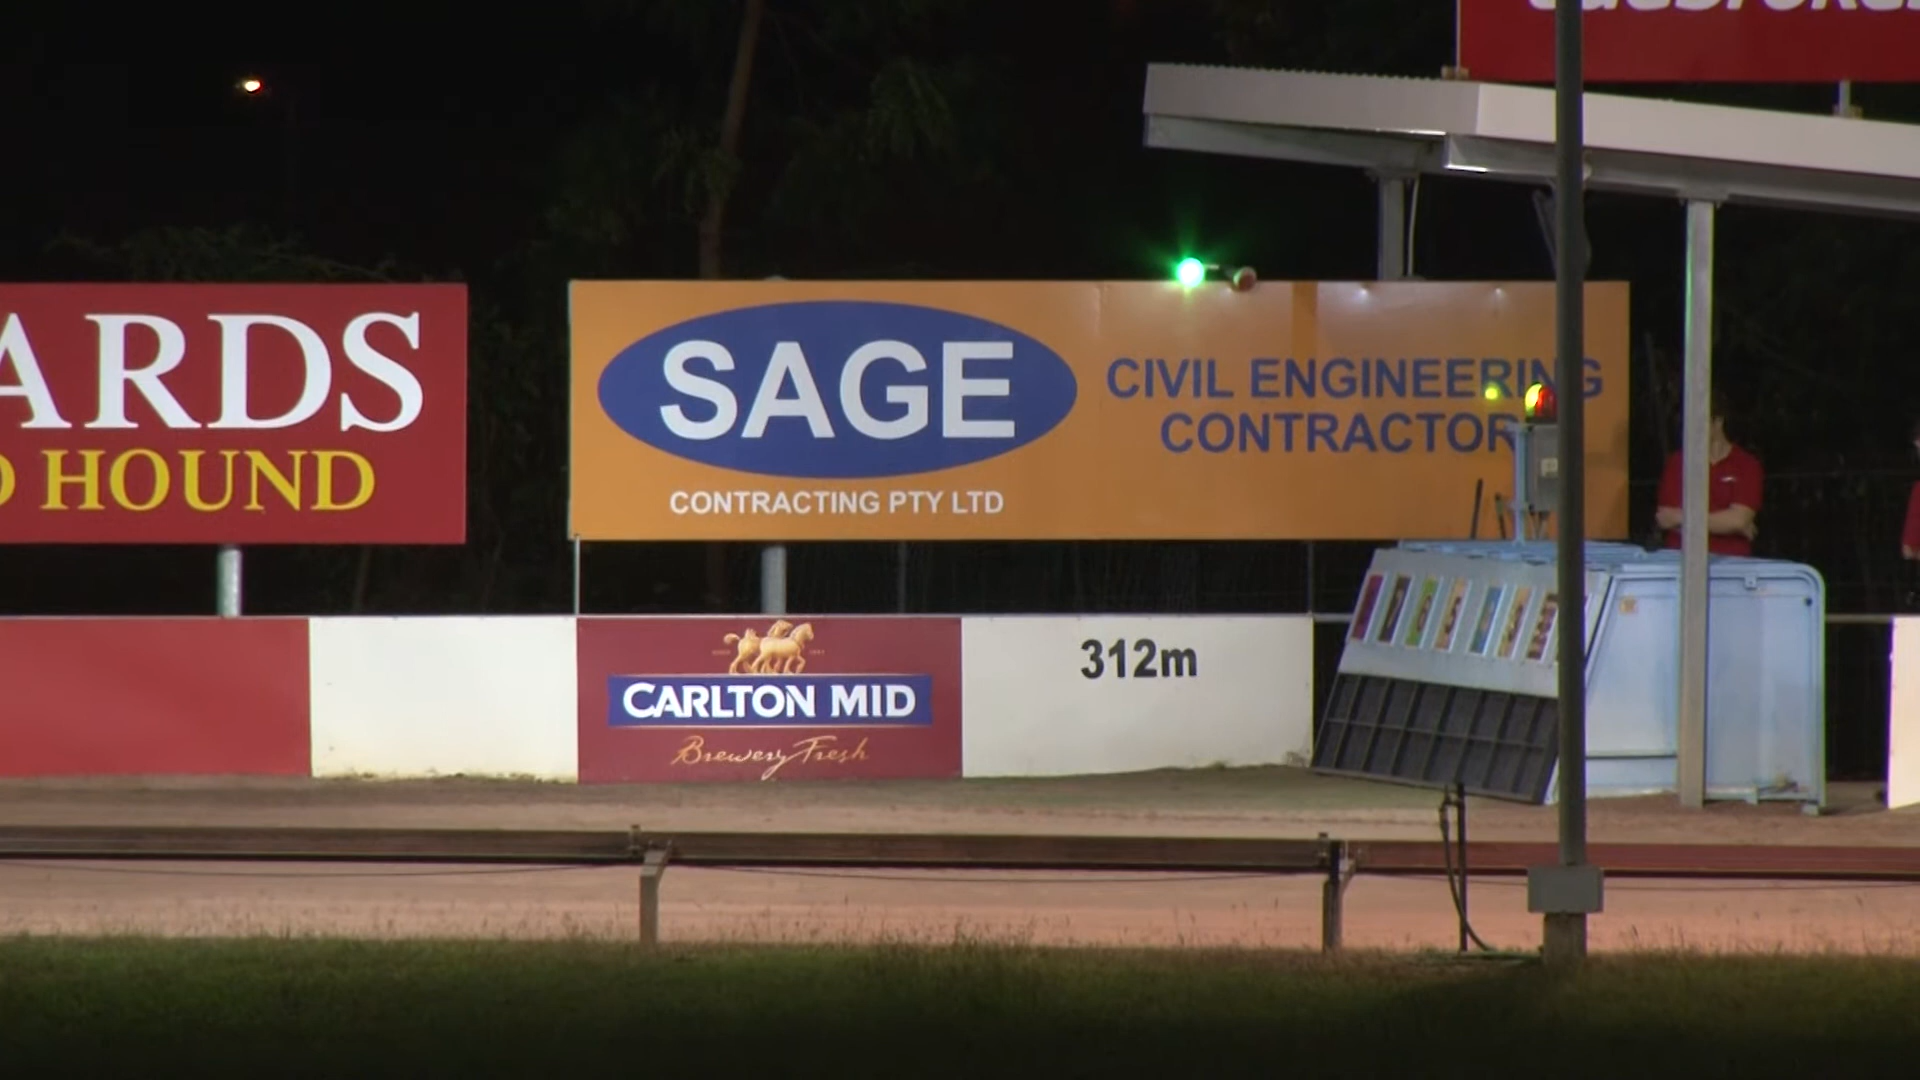 ARDS
HOUND
SAGE
CONTRACTING PTY LTD
CIVIL ENGINEERING
CONTRACTOR
CARLTON MID
Brewery Fresh
312m